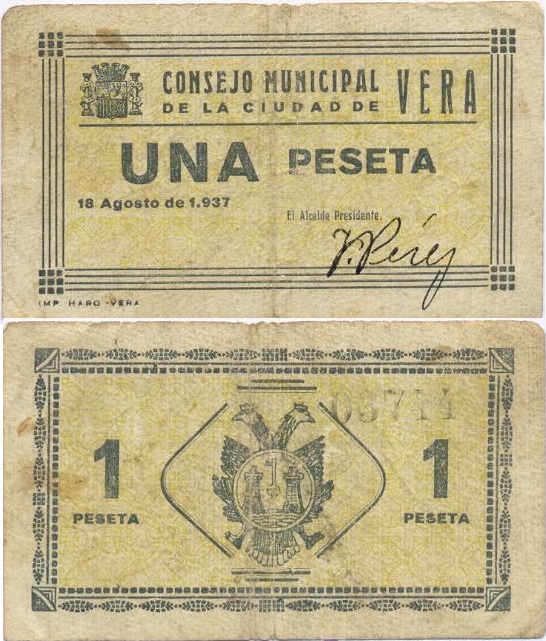 CONSEJO MUNICIPAL
DE LA CIUDAD DE VERA
UNA PESETA
18 Agosto de 1.937
El Alcalde Presidente,
J. Pérez
IMP. HARO - VERA
1 1
PESETA PESETA